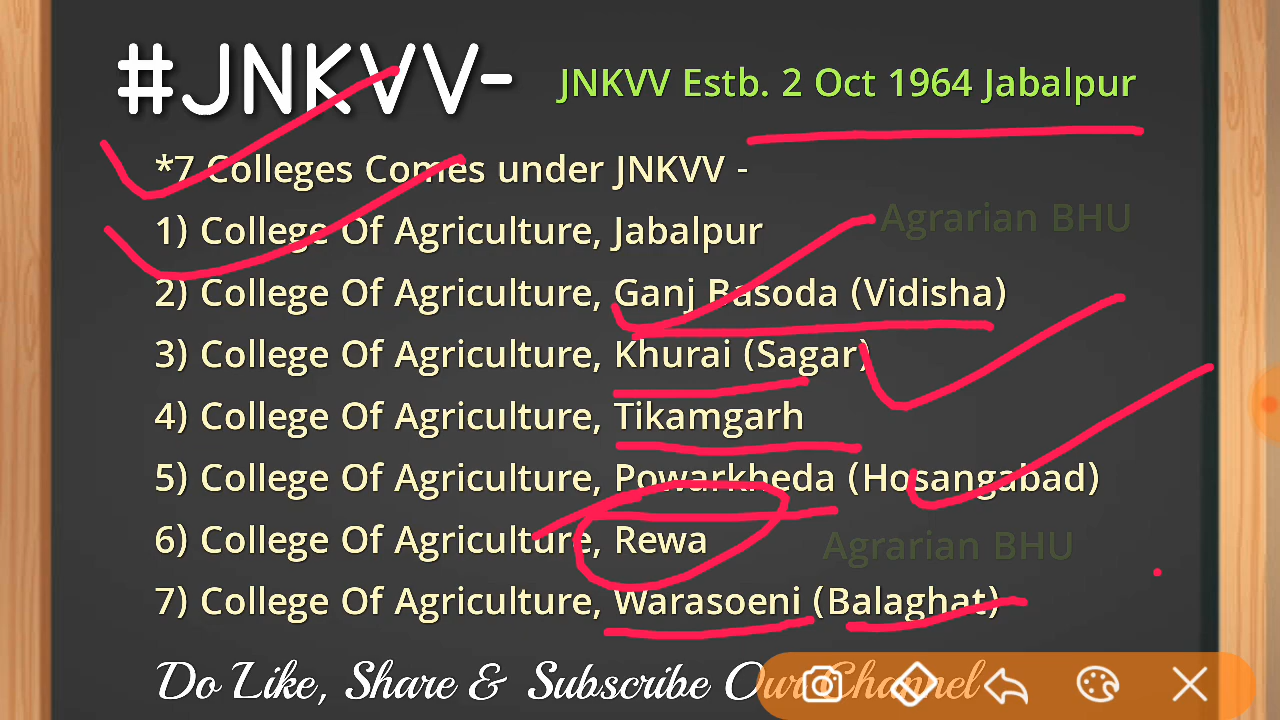 #JNKVV- JNKVV Estb. 2 Oct 1964 Jabalpur
*7 Colleges Comes under JNKVV -
1) College Of Agriculture, Jabalpur
Agrarian BHU
2) College Of Agriculture, Ganj Basoda (Vidisha)
3) College Of Agriculture, Khurai (Sagar)
4) College Of Agriculture, Tikamgarh
5) College Of Agriculture, Powarkheda (Hosangabad)
6) College Of Agriculture, Rewa
Agrarian BHU
7) College Of Agriculture, Warasoeni (Balaghat)
Do Like, Share & Subscribe Our Channel